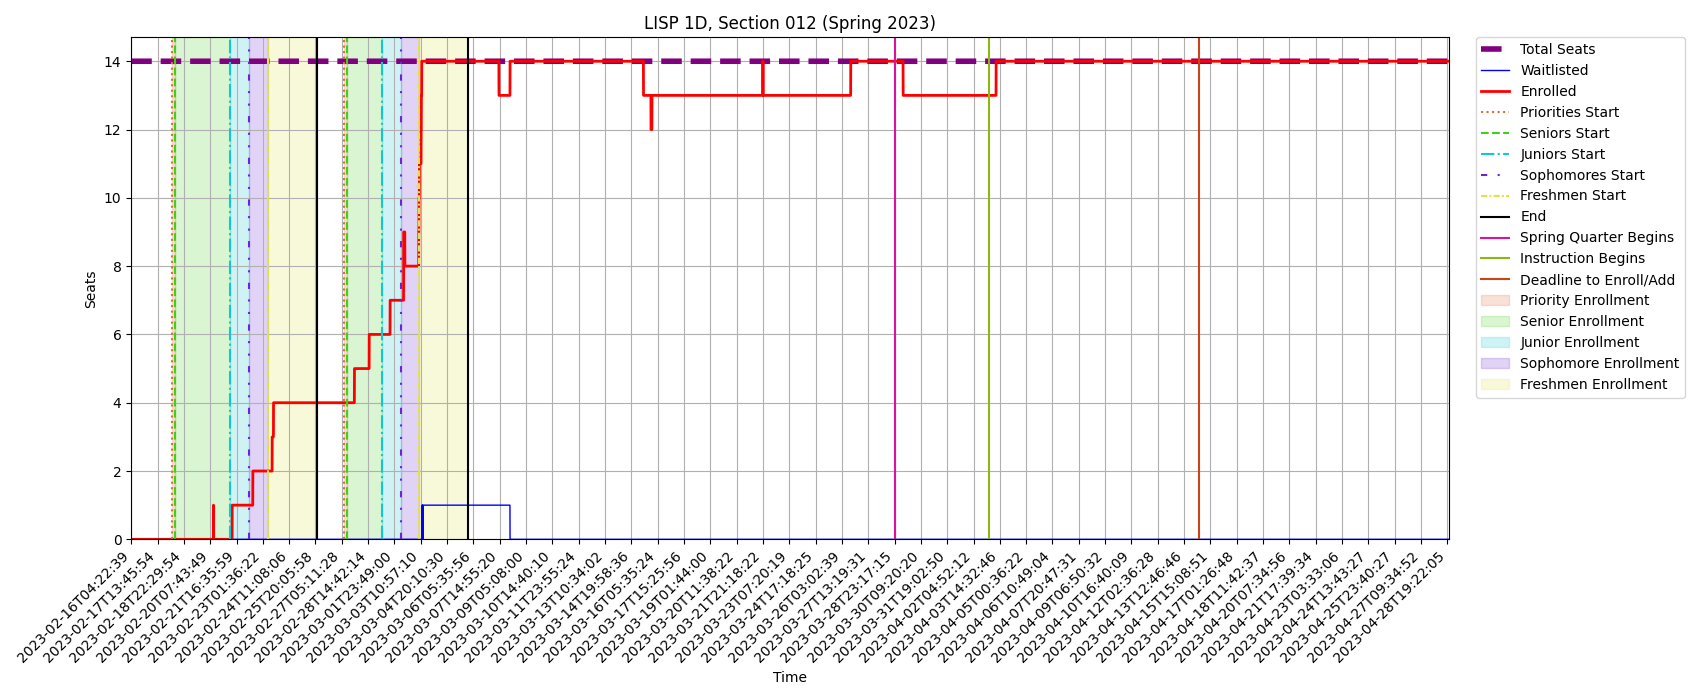 LISP 1D, Section 012 (Spring 2023)
Seats
14
12
10
8
6
4
2
0
2023-02-16T04:22:39
2023-02-17T13:45:54
2023-02-18T22:29:54
2023-02-20T07:43:49
2023-02-21T16:35:59
2023-02-23T01:36:22
2023-02-24T11:08:06
2023-02-25T20:05:58
2023-02-27T05:11:28
2023-02-28T14:42:14
2023-03-01T23:49:00
2023-03-03T10:57:10
2023-03-04T20:10:30
2023-03-06T05:35:56
2023-03-07T14:55:20
2023-03-09T05:08:00
2023-03-10T14:40:10
2023-03-11T23:55:24
2023-03-13T10:34:02
2023-03-14T19:58:36
2023-03-16T05:35:24
2023-03-17T15:25:56
2023-03-19T01:44:00
2023-03-20T11:38:22
2023-03-21T21:18:22
2023-03-23T07:20:19
2023-03-24T17:18:25
2023-03-26T03:02:39
2023-03-27T13:19:31
2023-03-28T23:17:15
2023-03-30T09:20:20
2023-03-31T19:02:50
2023-04-02T04:52:12
2023-04-03T14:32:46
2023-04-05T00:36:22
2023-04-06T10:49:04
2023-04-07T20:47:31
2023-04-09T06:50:32
2023-04-10T16:40:09
2023-04-12T02:36:28
2023-04-13T12:46:46
2023-04-15T15:08:51
2023-04-17T01:26:48
2023-04-18T11:42:37
2023-04-20T07:34:56
2023-04-21T17:39:34
2023-04-23T03:33:06
2023-04-24T13:43:27
2023-04-25T23:40:27
2023-04-27T09:34:52
2023-04-28T19:22:05
Time
Total Seats
Waitlisted
Enrolled
Priorities Start
Seniors Start
Juniors Start
Sophomores Start
Freshmen Start
End
Spring Quarter Begins
Instruction Begins
Deadline to Enroll/Add
Priority Enrollment
Senior Enrollment
Junior Enrollment
Sophomore Enrollment
Freshmen Enrollment